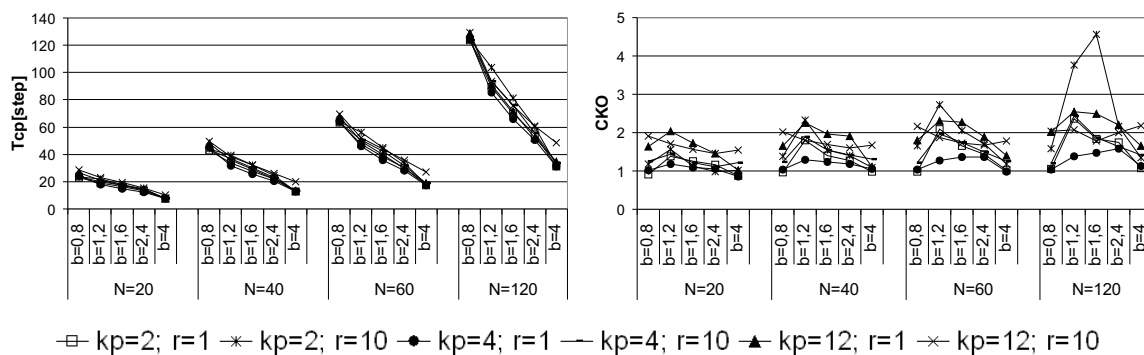 140
120
100
80
60
40
20
0
Tcp[step]
b=0,8 b=1,2 b=1,6 b=2,4 b=4 b=0,8 b=1,2 b=1,6 b=2,4 b=4 b=0,8 b=1,2 b=1,6 b=2,4 b=4 b=0,8 b=1,2 b=1,6 b=2,4 b=4
N=20 N=40 N=60 N=120
5
4
3
2
1
0
CKO
b=0,8 b=1,2 b=1,6 b=2,4 b=4 b=0,8 b=1,2 b=1,6 b=2,4 b=4 b=0,8 b=1,2 b=1,6 b=2,4 b=4 b=0,8 b=1,2 b=1,6 b=2,4 b=4
N=20 N=40 N=60 N=120
kp=2; r=1 kp=2; r=10 kp=4; r=1 kp=4; r=10 kp=12; r=1 kp=12; r=10